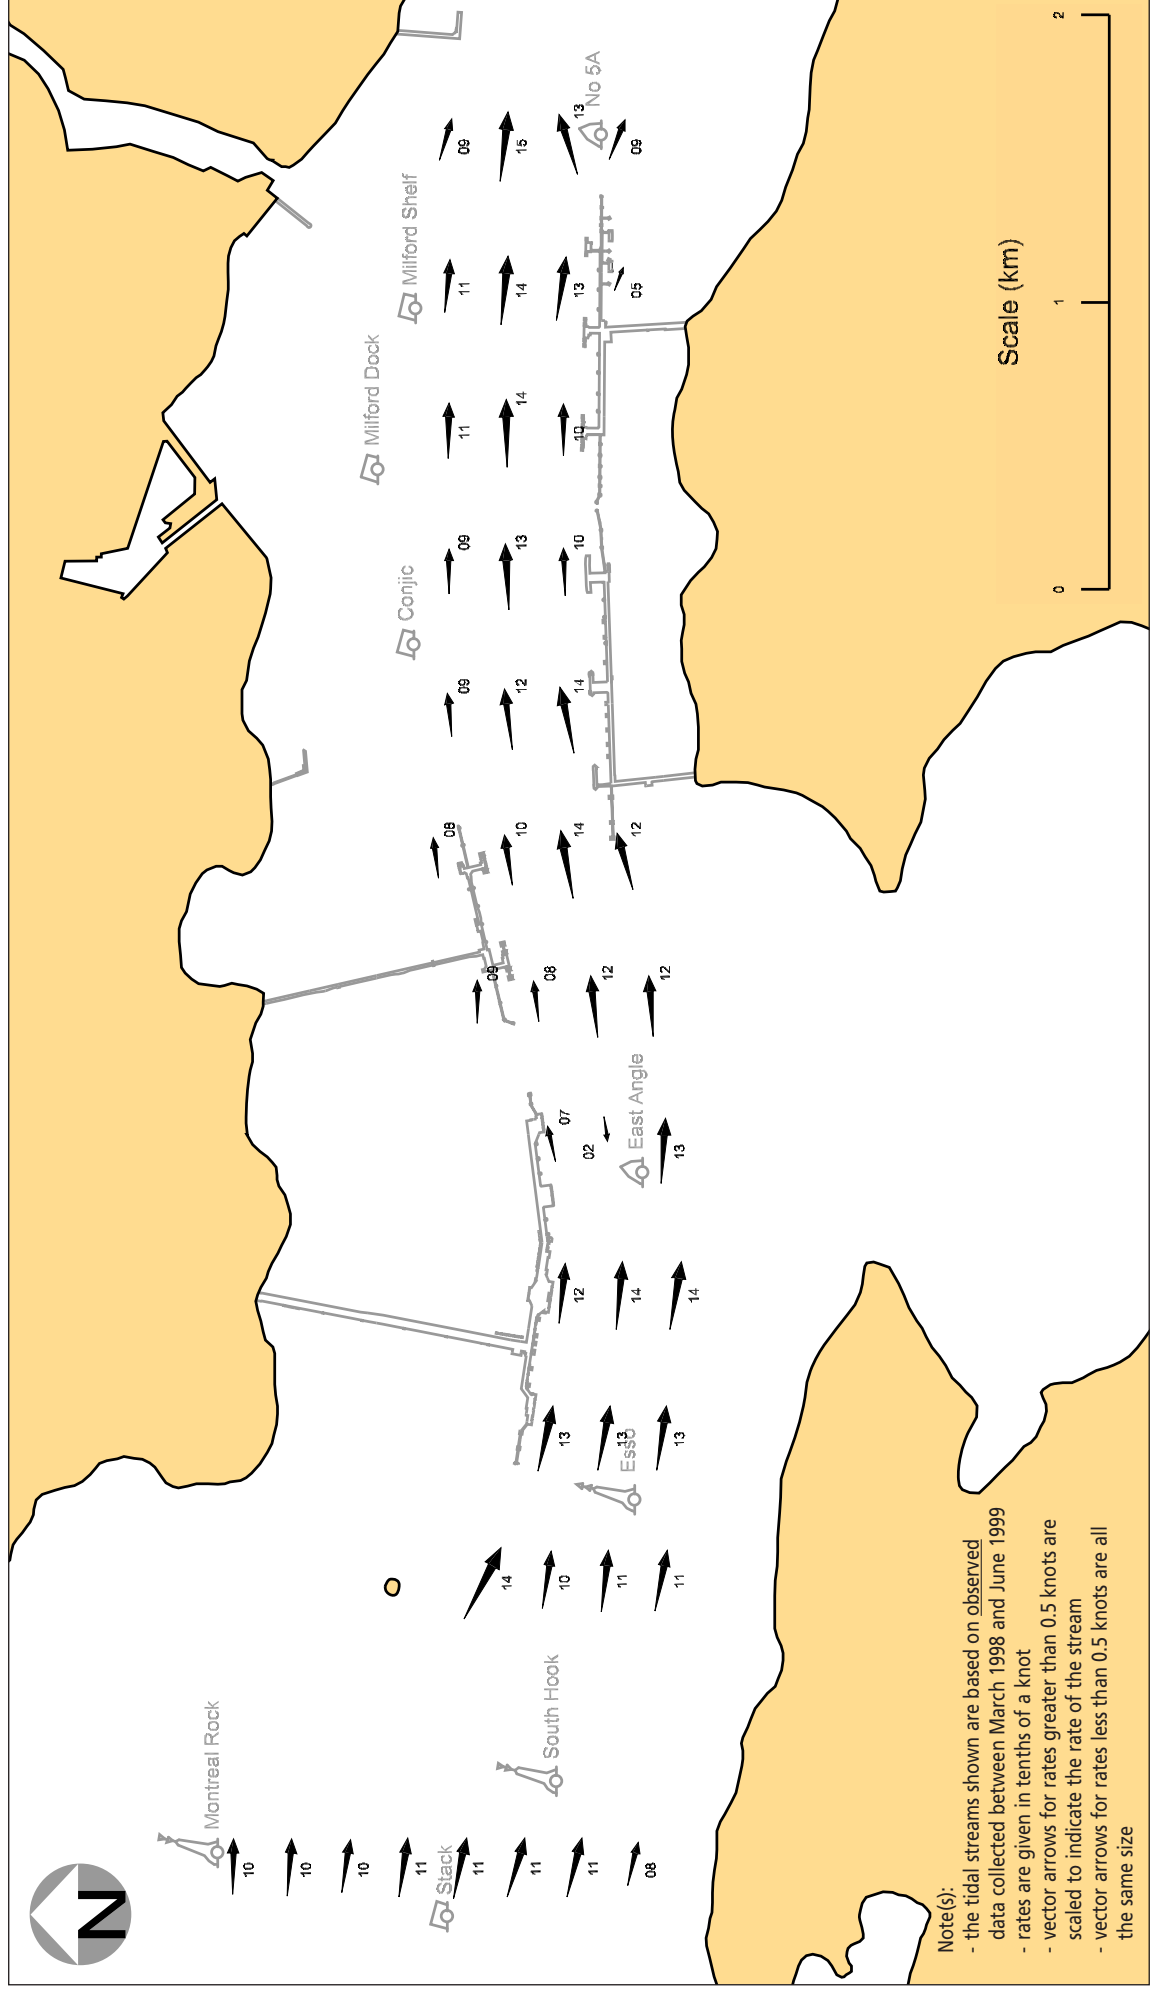 N
Montreal Rock
10
10
10
11
Stack
11
11
11
08
South Hook
14
10
11
11
Esso
13
13
13
12
14
14
07
02
East Angle
13
09
08
12
12
08
10
14
12
09
12
14
Conjic
09
13
10
Milford Dock
11
14
10
Milford Shelf
11
14
13
05
09
15
13
No 5A
09
Scale (km)
0
1
2
Note(s):
- the tidal streams shown are based on observed
data collected between March 1998 and June 1999
- rates are given in tenths of a knot
- vector arrows for rates greater than 0.5 knots are
scaled to indicate the rate of the stream
- vector arrows for rates less than 0.5 knots are all
the same size